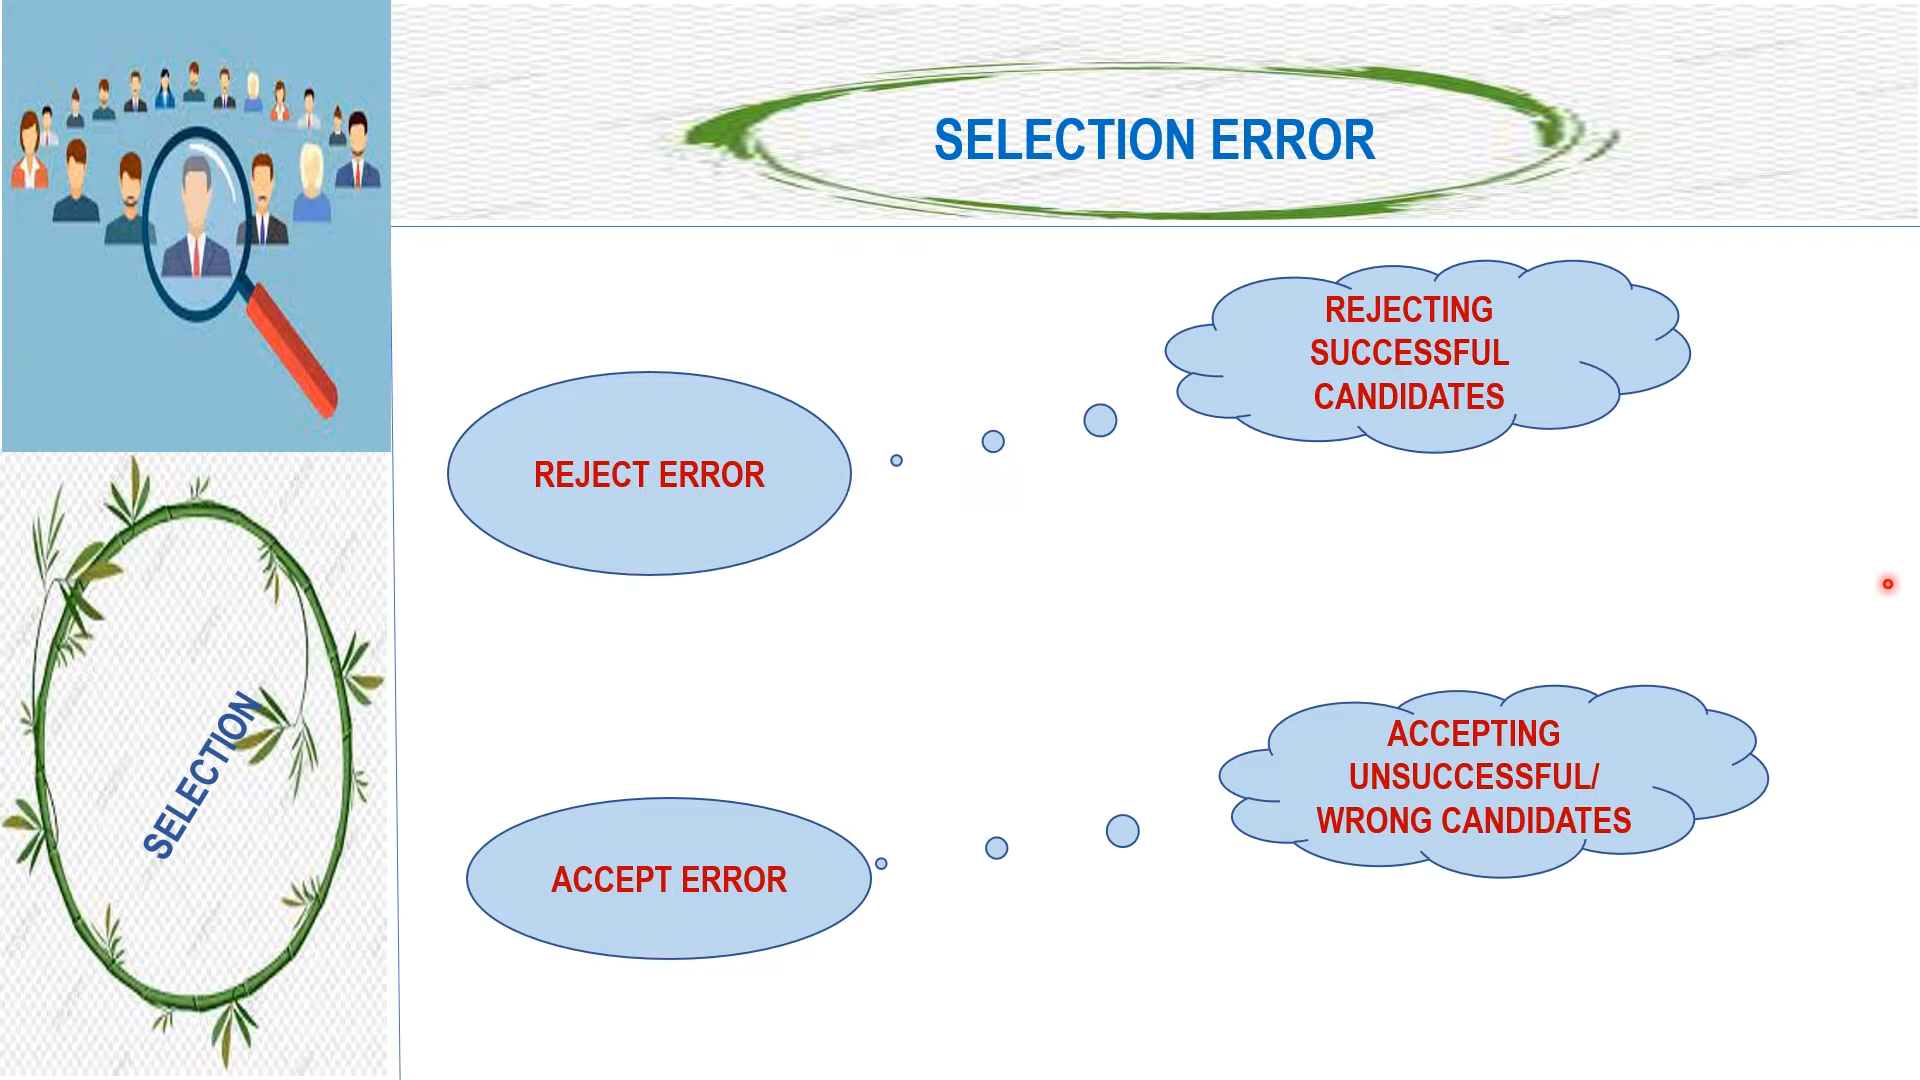 SELECTION ERROR
REJECTING
SUCCESSFUL
CANDIDATES
REJECT ERROR
SELECTION
ACCEPTING
UNSUCCESSFUL/
WRONG CANDIDATES
ACCEPT ERROR